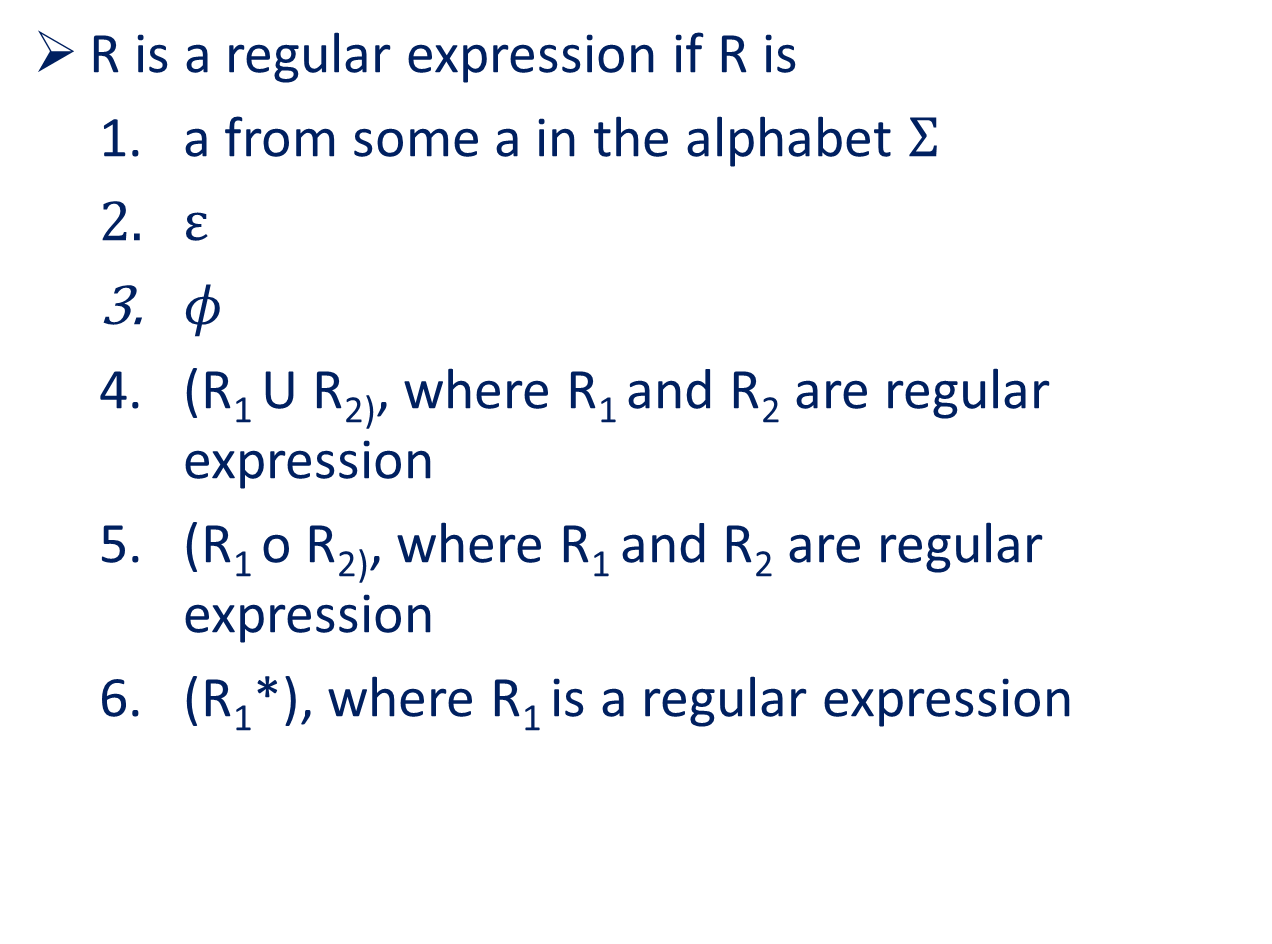 ➢ R is a regular expression if R is
1. a from some a in the alphabet Σ
2. ε
3. ϕ
4. (R₁ U R₂₎, where R₁ and R₂ are regular
expression
5. (R₁ o R₂₎, where R₁ and R₂ are regular
expression
6. (R₁*), where R₁ is a regular expression